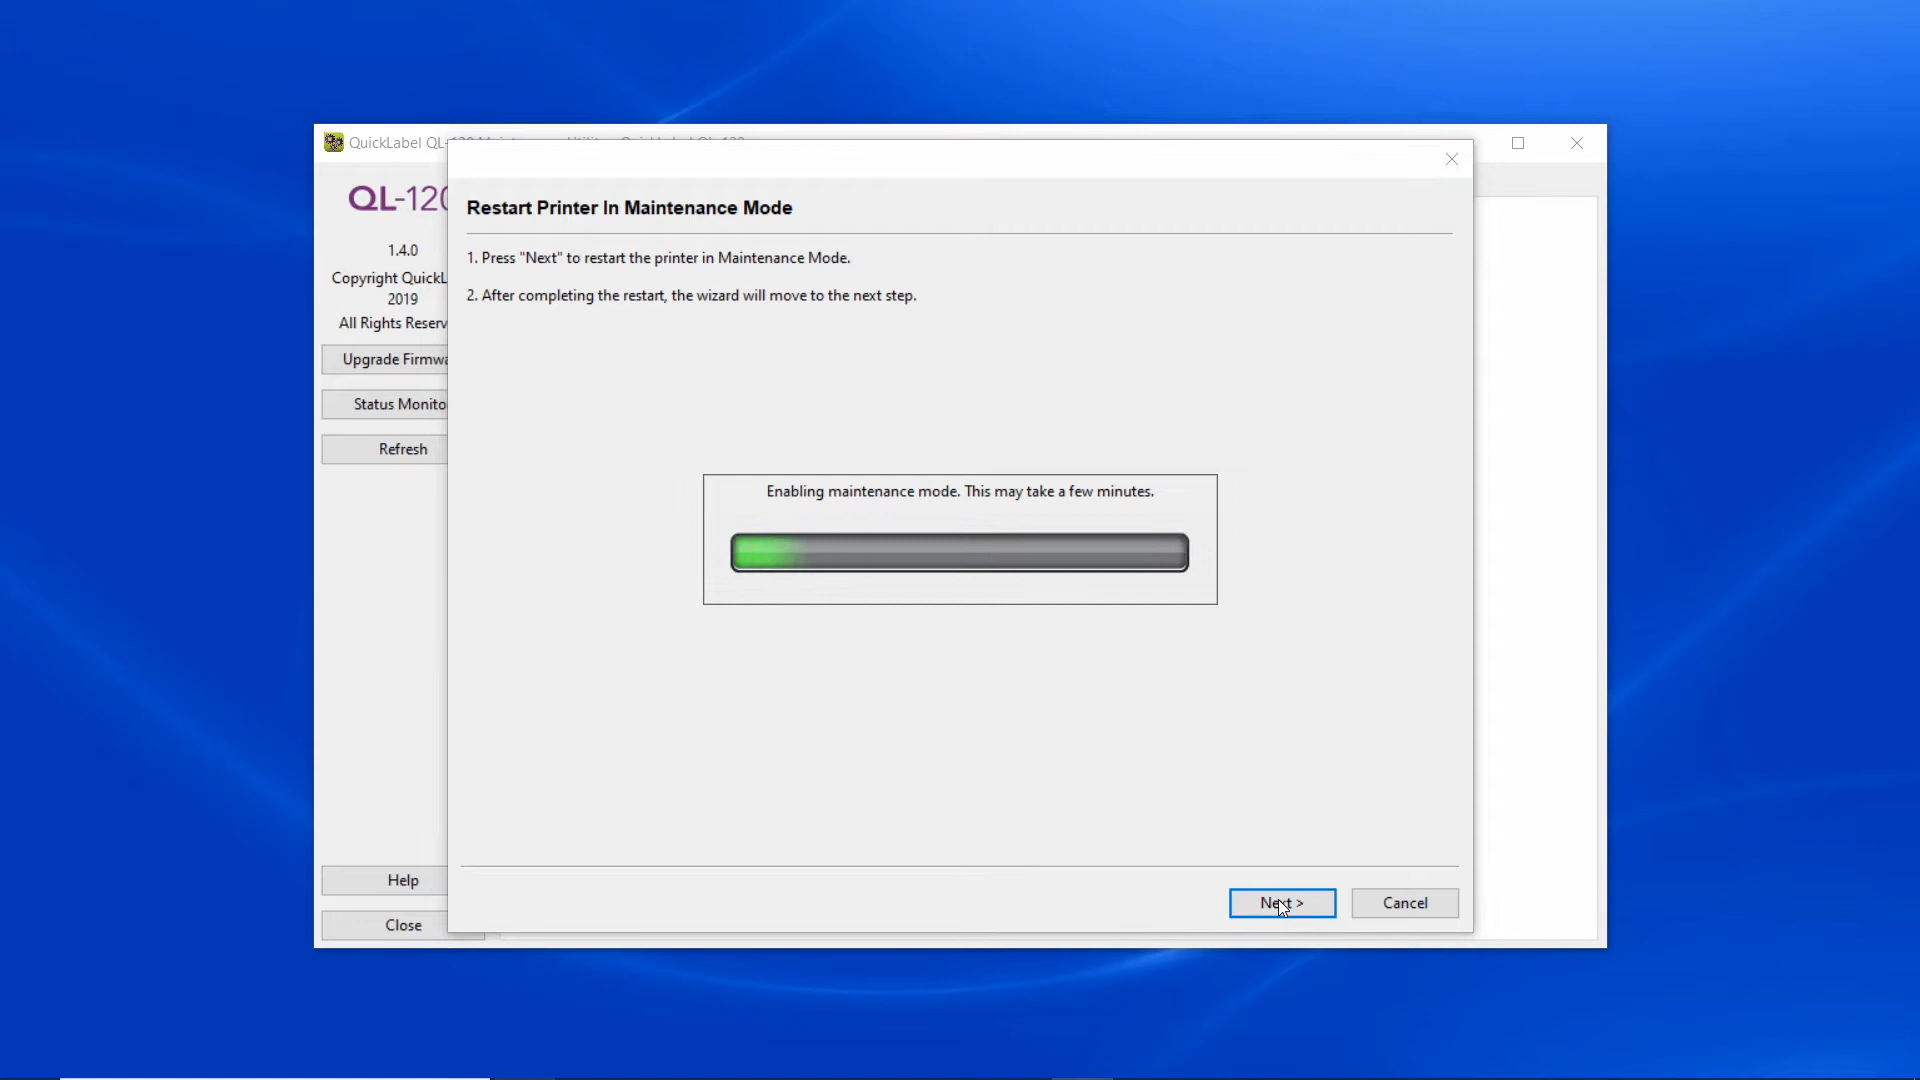 QuickLabel QL-
QL-120
1.4.0
Copyright QuickL
2019
All Rights Reserv
Upgrade Firmwa
Status Monito
Refresh
Help
Close
Restart Printer In Maintenance Mode
1. Press "Next" to restart the printer in Maintenance Mode.
2. After completing the restart, the wizard will move to the next step.
Enabling maintenance mode. This may take a few minutes.
Next >
Cancel